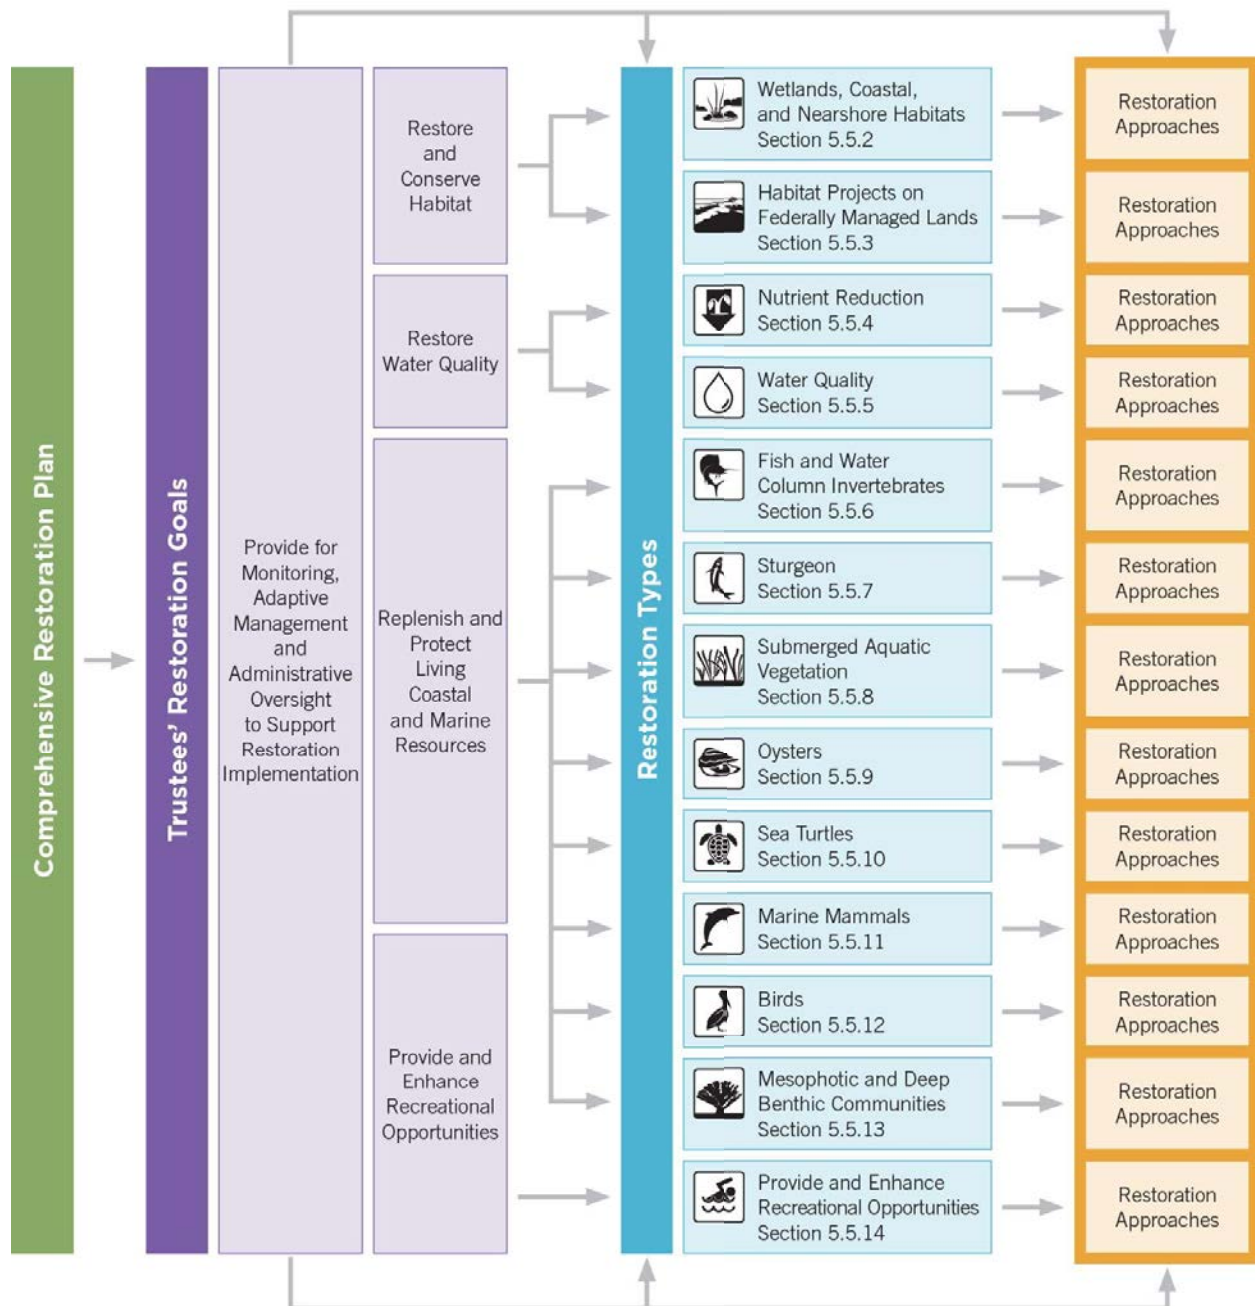 Comprehensive Restoration Plan
Trustees’ Restoration Goals
Provide for
Monitoring,
Adaptive
Management
and
Administrative
Oversight
to Support
Restoration
Implementation
Restore
and
Conserve
Habitat
Restore
Water Quality
Replenish and
Protect
Living
Coastal
and Marine
Resources
Provide and
Enhance
Recreational
Opportunities
Restoration Types
Wetlands, Coastal,
and Nearshore Habitats
Section 5.5.2
Restoration
Approaches
Habitat Projects on
Federally Managed Lands
Section 5.5.3
Restoration
Approaches
Nutrient Reduction
Section 5.5.4
Restoration
Approaches
Water Quality
Section 5.5.5
Restoration
Approaches
Fish and Water
Column Invertebrates
Section 5.5.6
Restoration
Approaches
Sturgeon
Section 5.5.7
Restoration
Approaches
Submerged Aquatic
Vegetation
Section 5.5.8
Restoration
Approaches
Oysters
Section 5.5.9
Restoration
Approaches
Sea Turtles
Section 5.5.10
Restoration
Approaches
Marine Mammals
Section 5.5.11
Restoration
Approaches
Birds
Section 5.5.12
Restoration
Approaches
Mesophotic and Deep
Benthic Communities
Section 5.5.13
Restoration
Approaches
Provide and Enhance
Recreational Opportunities
Section 5.5.14
Restoration
Approaches